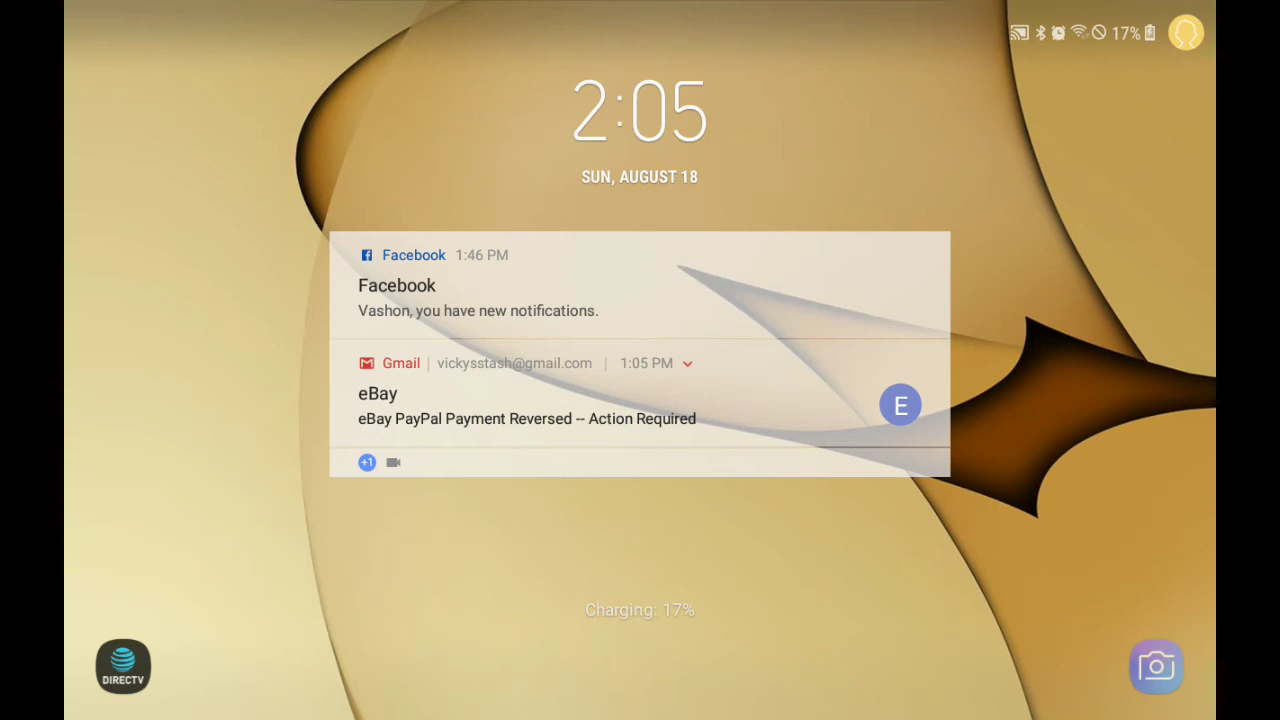 17%
2:05
SUN, AUGUST 18
Facebook 1:46 PM
Facebook
Vashon, you have new notifications.
Gmail | vickysstash@gmail.com | 1:05 PM
eBay
eBay PayPal Payment Reversed -- Action Required
E
+1
Charging: 17%
DIRECTV